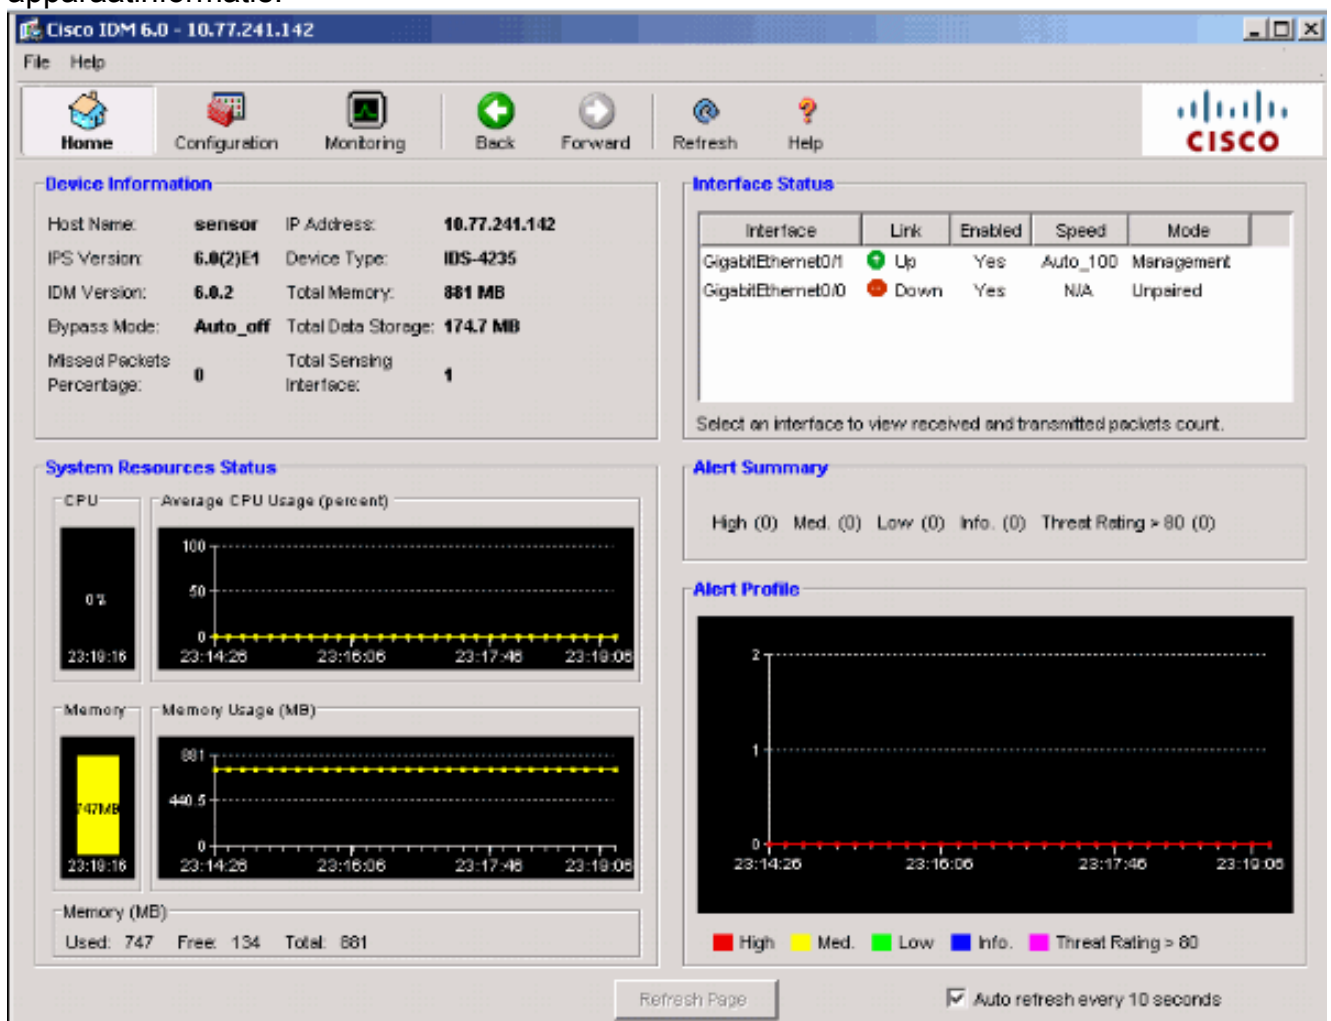 apparaatinformatie.
Cisco IDM 6.0 - 10.77.241.142
File Help
Home Configuration Monitoring Back Forward Refresh Help
CISCO
Device Information
Host Name: sensor IP Address: 10.77.241.142
IPS Version: 6.0(2)E1 Device Type: IDS-4235
IDM Version: 6.0.2 Total Memory: 881 MB
Bypass Mode: Auto_off Total Data Storage: 174.7 MB
Missed Packets Percentage: 0 Total Sensing Interface: 1
Interface Status
Interface Link Enabled Speed Mode
GigabitEthernet0/1 Up Yes Auto_100 Management
GigabitEthernet0/0 Down Yes N/A Unpaired
Select an interface to view received and transmitted packets count.
System Resources Status
CPU
0%
23:19:16
Average CPU Usage (percent)
100
50
0
23:14:26 23:16:06 23:17:46 23:19:06
Memory
747MB
23:19:16
Memory Usage (MB)
881
440.5
0
23:14:26 23:16:06 23:17:46 23:19:06
Memory (MB)
Used: 747 Free: 134 Total: 881
Alert Summary
High (0) Med. (0) Low (0) Info. (0) Threat Rating > 80 (0)
Alert Profile
2
1
0
23:14:26 23:16:06 23:17:46 23:19:06
High Med. Low Info. Threat Rating > 80
Refresh Page
Auto refresh every 10 seconds